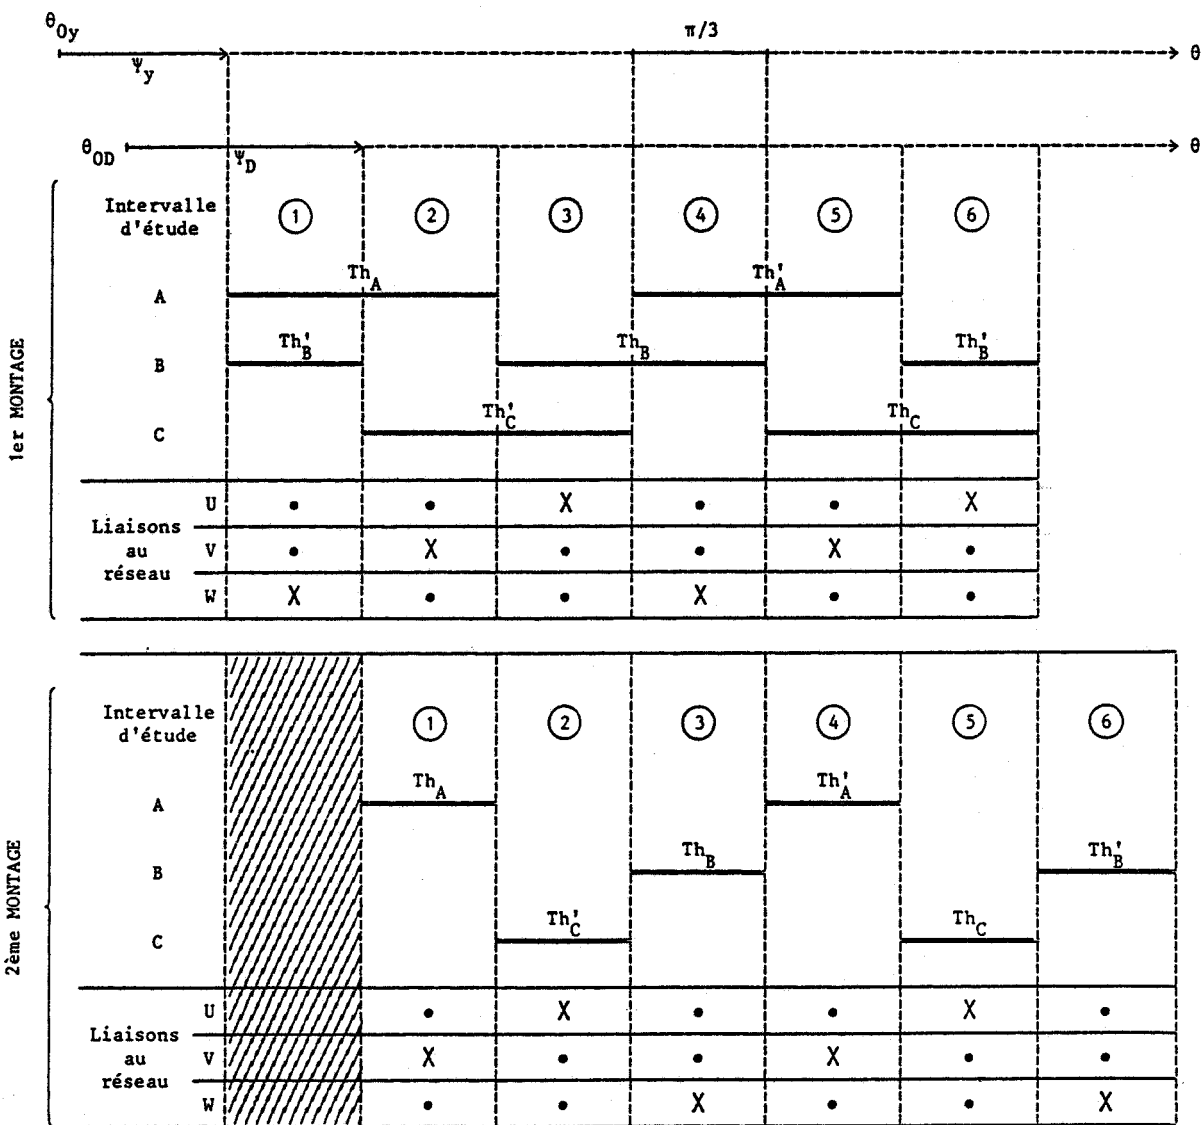 θ0y
π/3
θ
Ψy
θ0D
ΨD
θ
1er MONTAGE
Intervalle d'étude
1 2 3 4 5 6
ThA Th'A
A
Th'B ThB Th'B
B
Th'C ThC
C
Liaisons au réseau
U • • X • • X
V • X • • X •
W X • • X • •
2ème MONTAGE
Intervalle d'étude
1 2 3 4 5 6
ThA Th'A
A
ThB Th'B
B
Th'C ThC
C
Liaisons au réseau
U • X • • X •
V X • • X • •
W • • X • • X